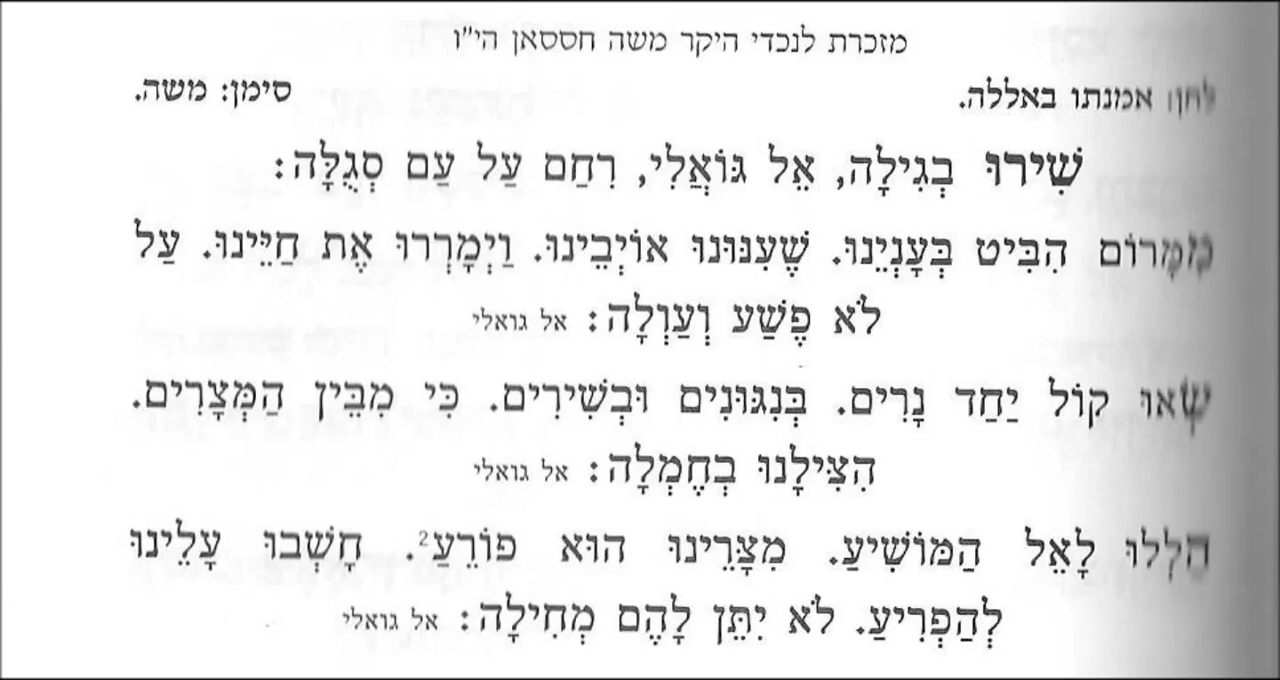 מזכרת לנכדי היקר משה חססאן הי״ו
לחן: אמנתו באללה.
סימן: משה.
שִׁירוּ בְּגִילָה, אֵל גּוֹאֲלִי, רִחַם עַל עַם סְגֻלָּה:
מִמָּרוֹם הִבִּיט בְּעָנְיֵנוּ. שֶׁעִנּוּנוּ אוֹיְבֵינוּ. וַיְמָרְרוּ אֶת חַיֵּינוּ. עַל
לֹא פֶּשַׁע וְעַוְלָה: אל גואלי
שְׂאוּ קוֹל יַחַד נָרִים. בְּנִגּוּנִים וּבְשִׁירִים. כִּי מִבֵּין הַמְּצָרִים.
הִצִּילָנוּ בְּחֶמְלָה: אל גואלי
הַלְלוּ לָאֵל הַמּוֹשִׁיעַ. מִצָּרֵינוּ הוּא פוֹרֵעַ². חָשְׁבוּ עָלֵינוּ
לְהַפְרִיעַ. לֹא יִתֵּן לָהֶם מְחִילָה: אל גואלי